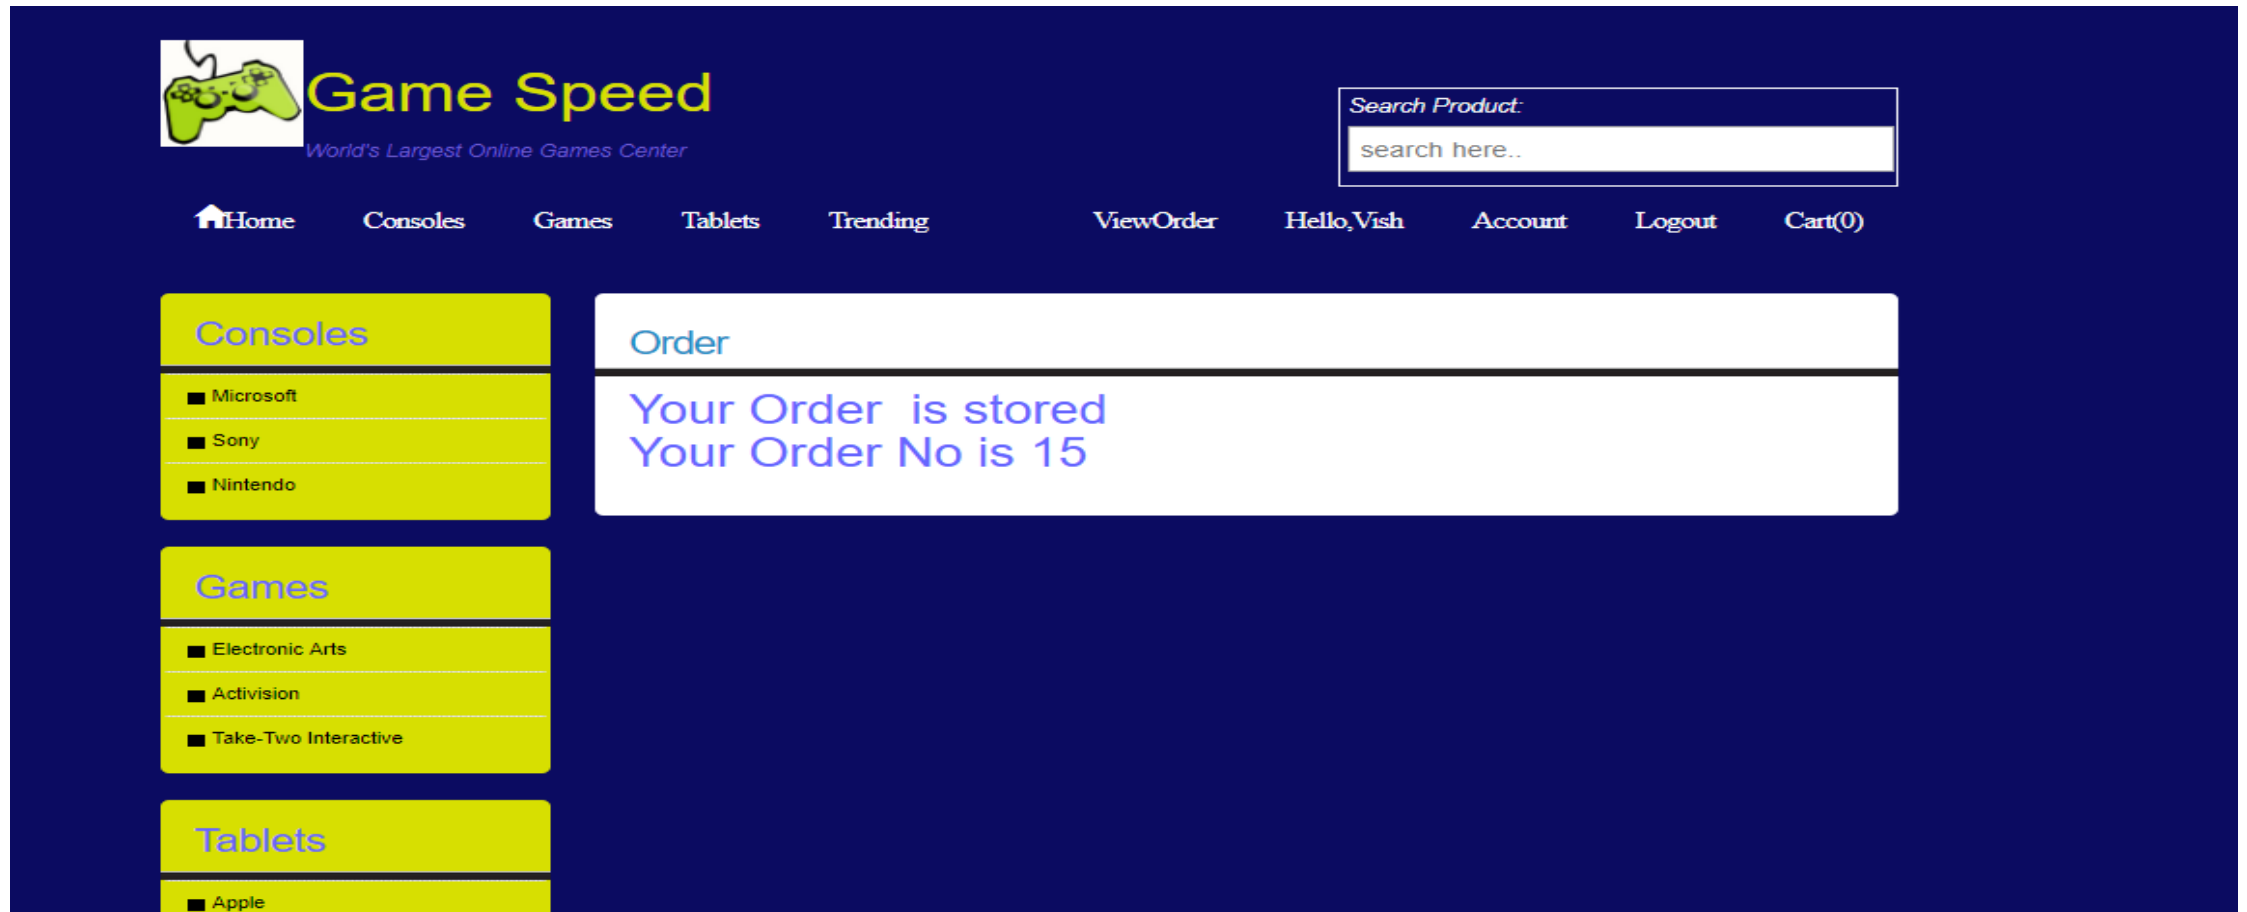 Game Speed
World's Largest Online Games Center
Search Product:
search here..
Home Consoles Games Tablets Trending ViewOrder Hello,Vish Account Logout Cart(0)
Consoles
Microsoft
Sony
Nintendo
Order
Your Order is stored
Your Order No is 15
Games
Electronic Arts
Activision
Take-Two Interactive
Tablets
Apple